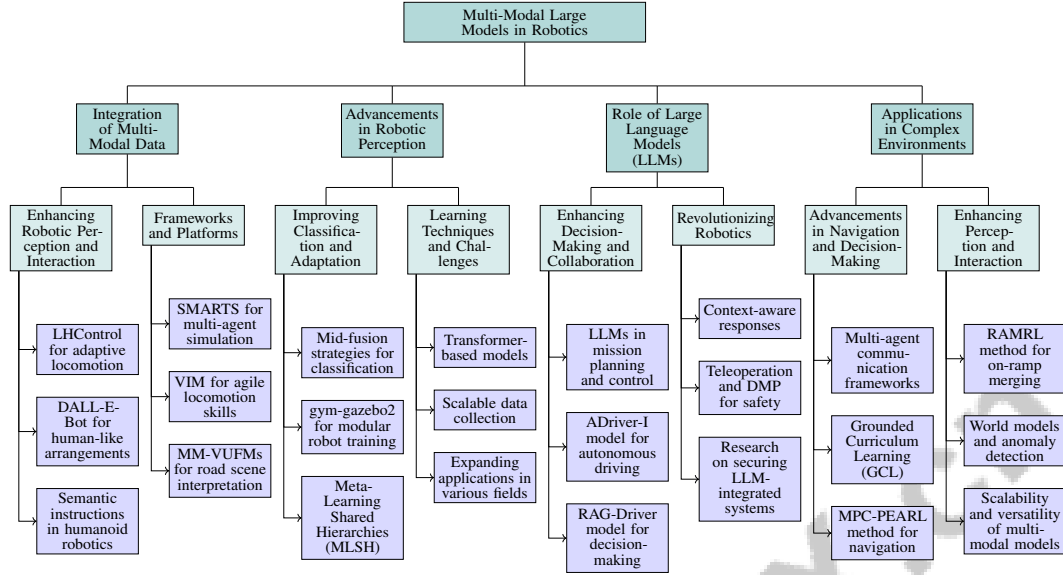 Multi-Modal Large
Models in Robotics
Integration
of Multi-
Modal Data
Advancements
in Robotic
Perception
Role of Large
Language
Models
(LLMs)
Applications
in Complex
Environments
Enhancing
Robotic Per-
ception and
Interaction
Frameworks
and Platforms
Improving
Classification
and
Adaptation
Learning
Techniques
and Chal-
lenges
Enhancing
Decision-
Making and
Collaboration
Revolutionizing
Robotics
Advancements
in Navigation
and Decision-
Making
Enhancing
Perception
and
Interaction
LHControl
for adaptive
locomotion
DALL-E-
Bot for
human-like
arrangements
Semantic
instructions
in humanoid
robotics
SMARTS for
multi-agent
simulation
VIM for agile
locomotion
skills
MM-VUFMs
for road scene
interpretation
Mid-fusion
strategies for
classification
gym-gazebo2
for modular
robot training
Meta-
Learning
Shared
Hierarchies
(MLSH)
Transformer-
based models
Scalable data
collection
Expanding
applications in
various fields
LLMs in
mission
planning
and control
ADriver-I
model for
autonomous
driving
RAG-Driver
model for
decision-
making
Context-aware
responses
Teleoperation
and DMP
for safety
Research
on securing
LLM-
integrated
systems
Multi-agent
commu-
nication
frameworks
Grounded
Curriculum
Learning
(GCL)
MPC-PEARL
method for
navigation
RAMRL
method for
on-ramp
merging
World models
and anomaly
detection
Scalability
and versatility
of multi-
modal models